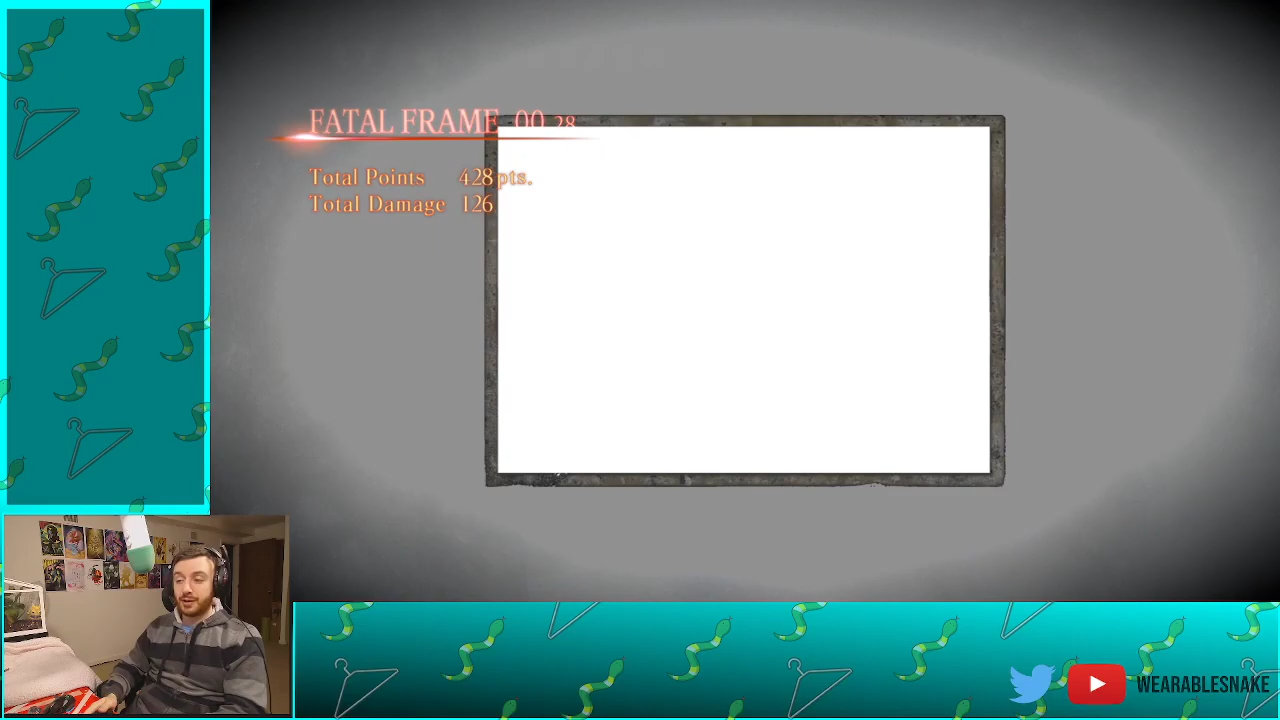 FATAL FRAME 00 28
Total Points 428 pts.
Total Damage 126
WEARABLESNAKE